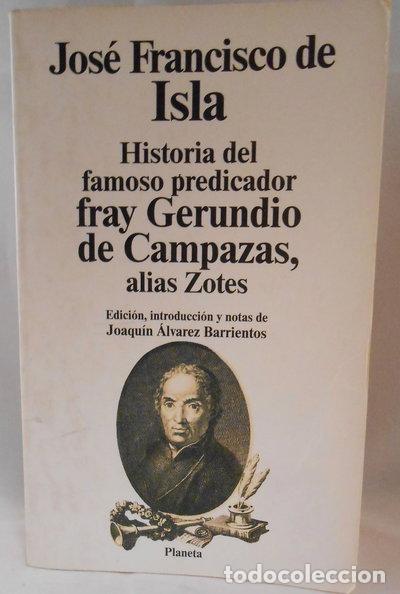 José Francisco de
Isla
Historia del
famoso predicador
fray Gerundio
de Campazas,
alias Zotes
Edición, introducción y notas de
Joaquín Álvarez Barrientos
Planeta
todocoleccion